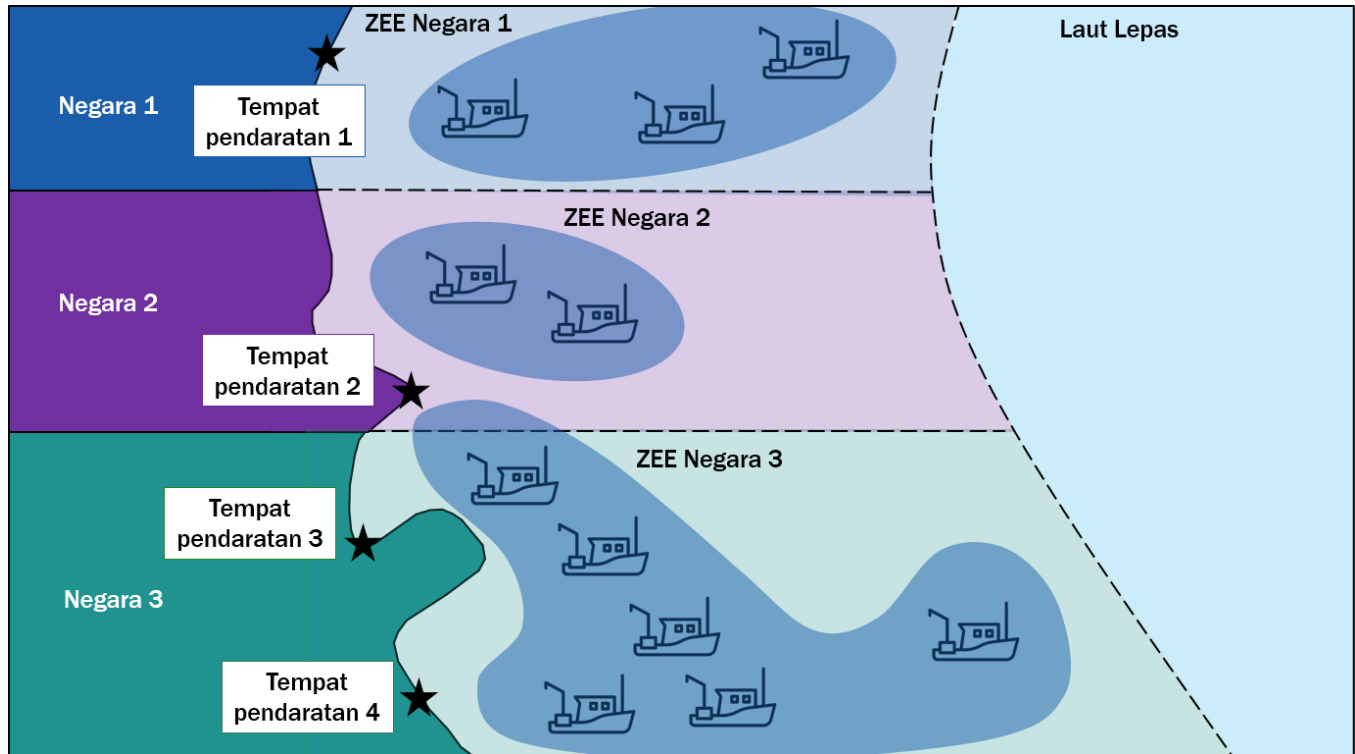 ZEE Negara 1
Laut Lepas
Negara 1
Tempat
pendaratan 1
ZEE Negara 2
Negara 2
Tempat
pendaratan 2
ZEE Negara 3
Tempat
pendaratan 3
Negara 3
Tempat
pendaratan 4